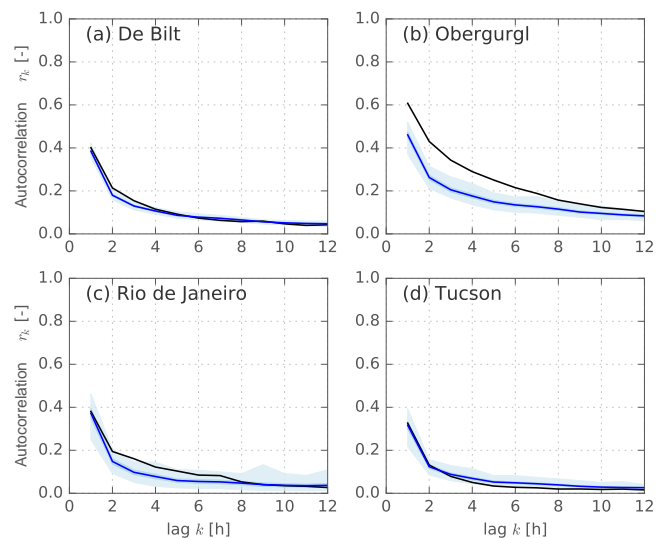 (a) De Bilt
(b) Obergurgl
Autocorrelation r_k [-]
1.0
0.8
0.6
0.4
0.2
0.0
0 2 4 6 8 10 12
1.0
0.8
0.6
0.4
0.2
0.0
0 2 4 6 8 10 12
(c) Rio de Janeiro
(d) Tucson
Autocorrelation r_k [-]
1.0
0.8
0.6
0.4
0.2
0.0
0 2 4 6 8 10 12
lag k [h]
1.0
0.8
0.6
0.4
0.2
0.0
0 2 4 6 8 10 12
lag k [h]